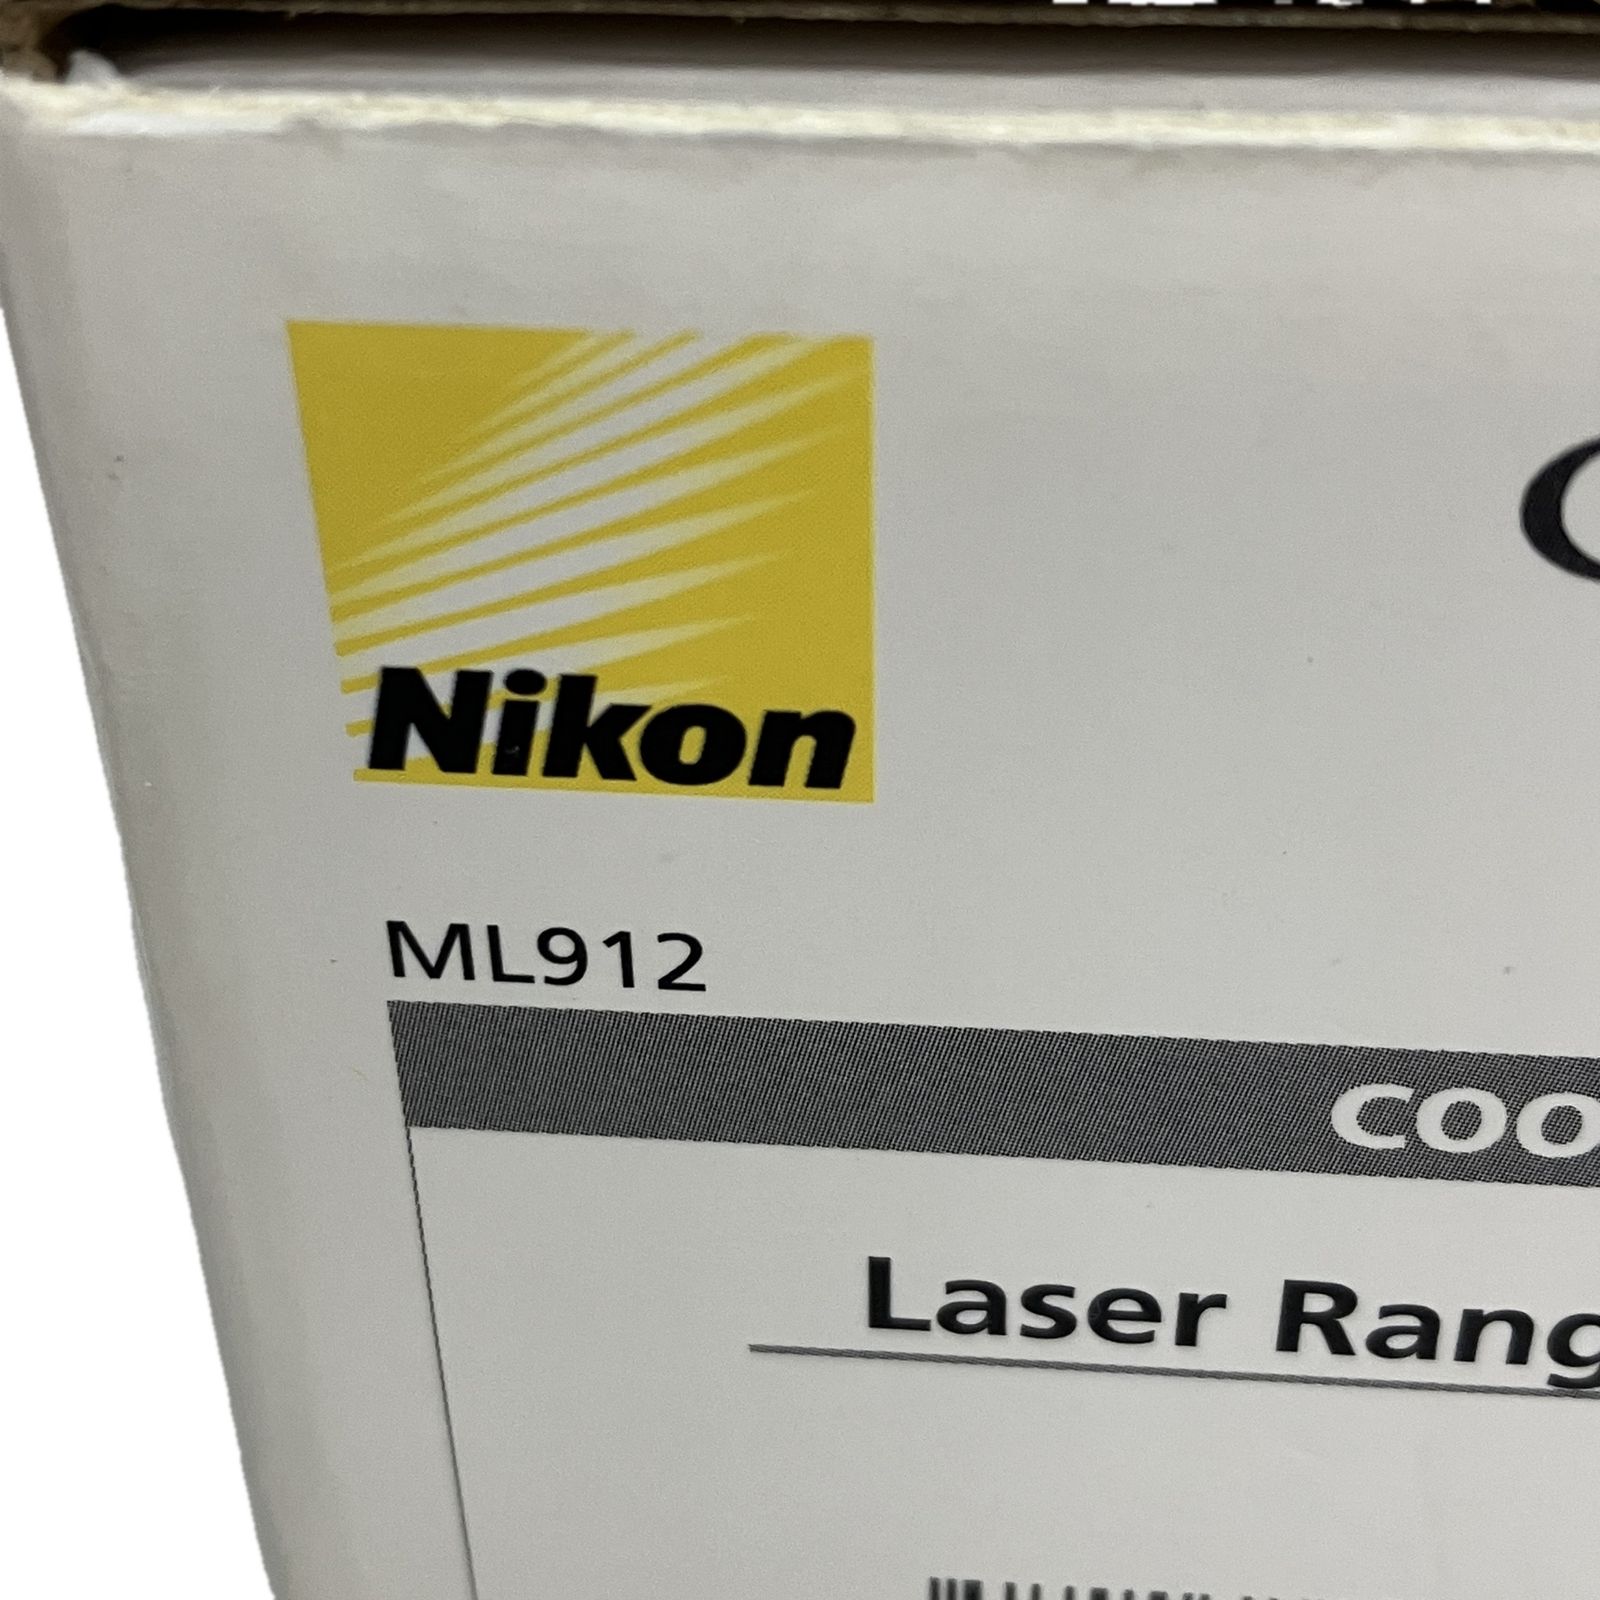 Nikon
ML912
COO
Laser Rang